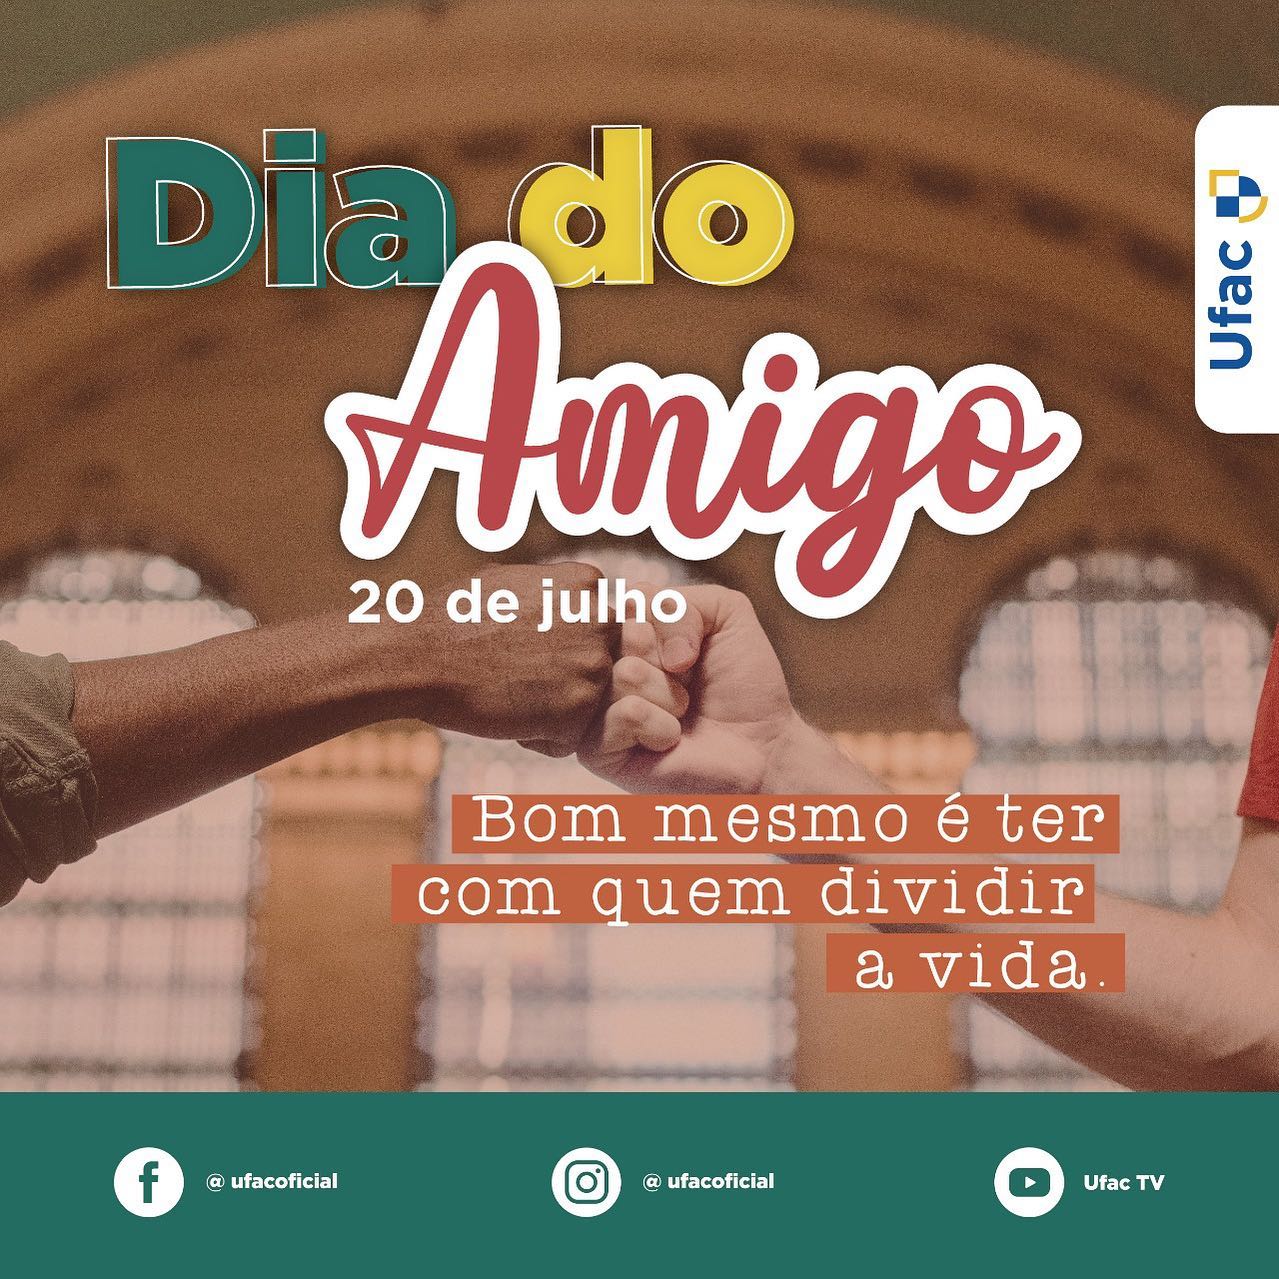 Dia do
Amigo
20 de julho
Ufac
Bom mesmo é ter
com quem dividir
a vida.
@ ufacoficial
@ ufacoficial
Ufac TV